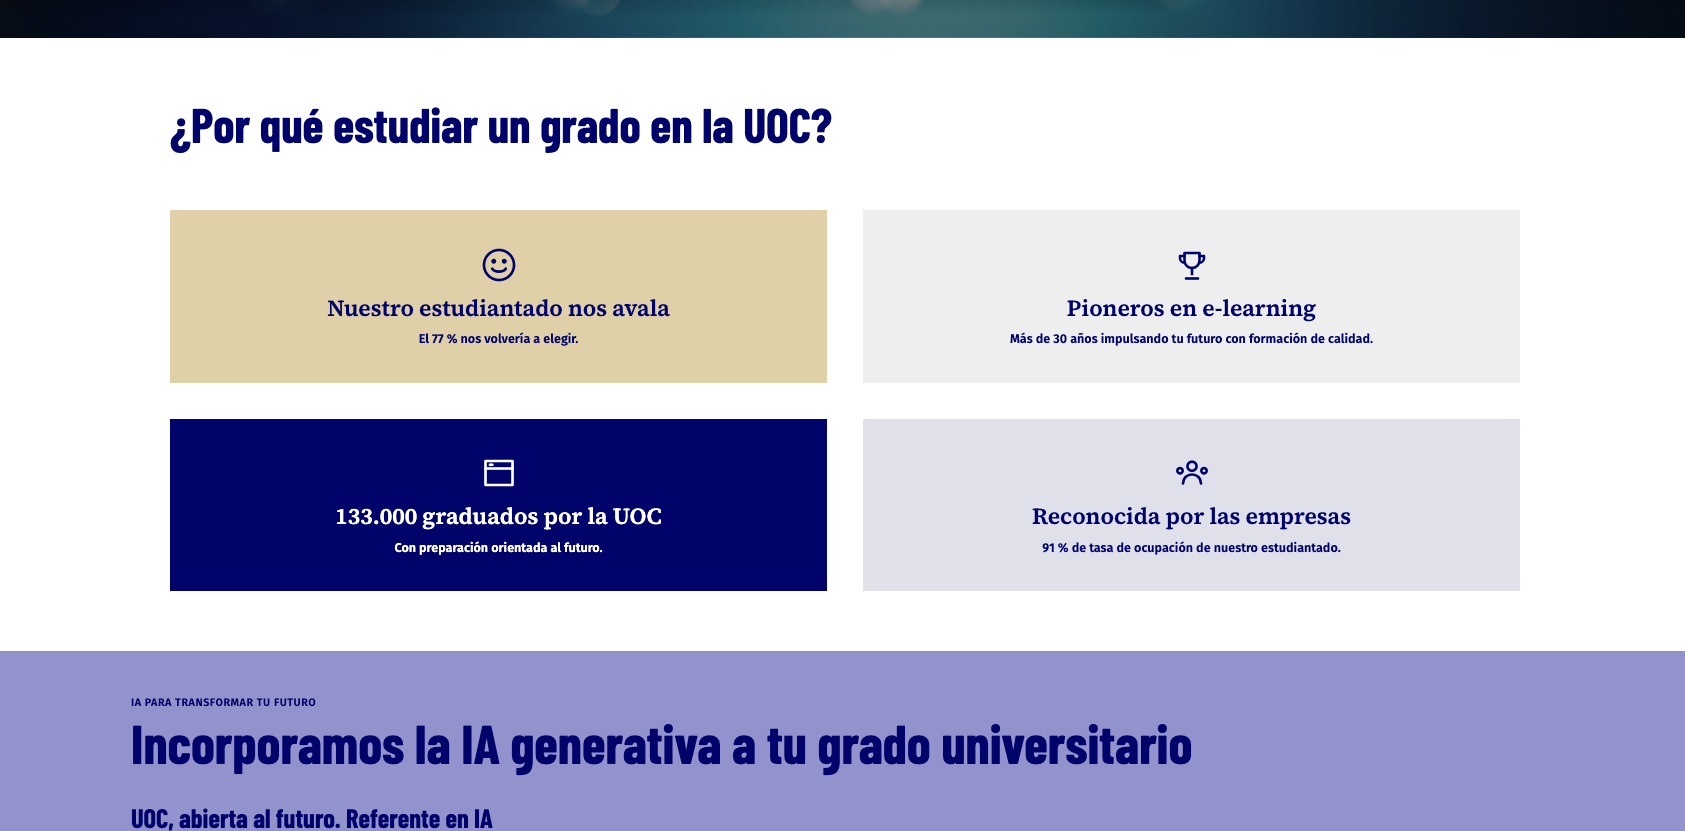 ¿Por qué estudiar un grado en la UOC?
Nuestro estudiantado nos avala
El 77 % nos volvería a elegir.
Pioneros en e-learning
Más de 30 años impulsando tu futuro con formación de calidad.
133.000 graduados por la UOC
Con preparación orientada al futuro.
Reconocida por las empresas
91 % de tasa de ocupación de nuestro estudiantado.
IA PARA TRANSFORMAR TU FUTURO
Incorporamos la IA generativa a tu grado universitario
UOC, abierta al futuro. Referente en IA